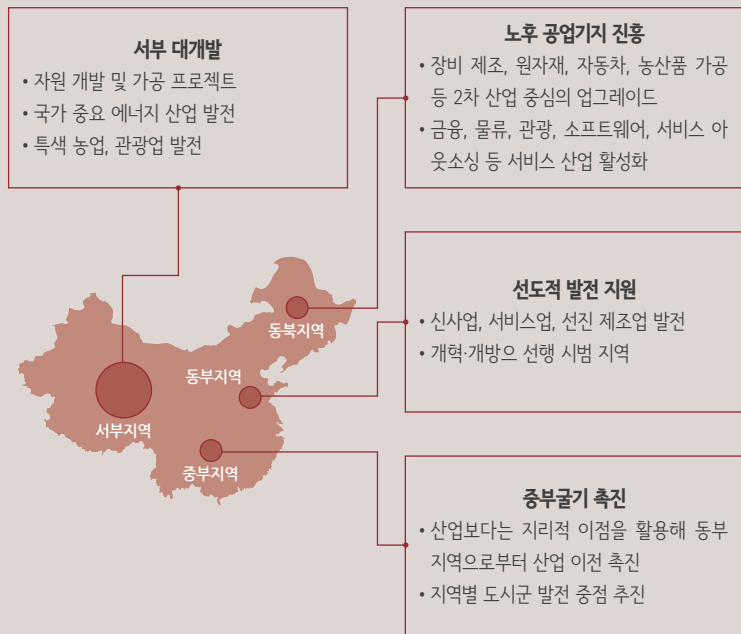 서부 대개발
• 자원 개발 및 가공 프로젝트
• 국가 중요 에너지 산업 발전
• 특색 농업, 관광업 발전
노후 공업기지 진흥
• 장비 제조, 원자재, 자동차, 농산품 가공
등 2차 산업 중심의 업그레이드
• 금융, 물류, 관광, 소프트웨어, 서비스 아
웃소싱 등 서비스 산업 활성화
선도적 발전 지원
• 신사업, 서비스업, 선진 제조업 발전
• 개혁·개방으 선행 시범 지역
동북지역
동부지역
서부지역
중부지역
중부굴기 촉진
• 산업보다는 지리적 이점을 활용해 동부
지역으로부터 산업 이전 촉진
• 지역별 도시군 발전 중점 추진